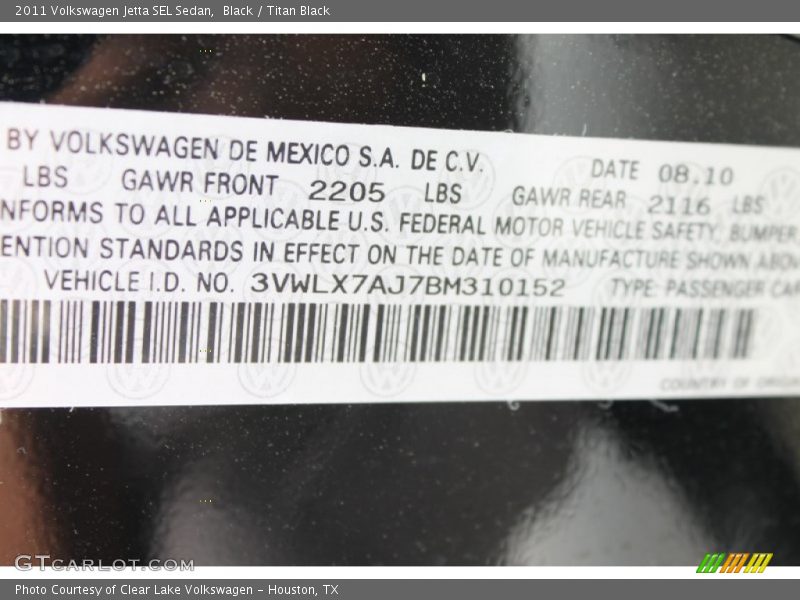 2011 Volkswagen Jetta SEL Sedan,  Black / Titan Black
BY VOLKSWAGEN DE MEXICO S.A. DE C.V. DATE 08.10
LBS GAWR FRONT 2205 LBS GAWR REAR 2116 LBS
NFORMS TO ALL APPLICABLE U.S. FEDERAL MOTOR VEHICLE SAFETY, BUMPER
ENTION STANDARDS IN EFFECT ON THE DATE OF MANUFACTURE SHOWN ABOV
VEHICLE I.D. NO. 3VWLX7AJ7BM310152 TYPE: PASSENGER CAR
COUNTRY OF ORIGIN
GTCARLOT.COM
Photo Courtesy of Clear Lake Volkswagen - Houston, TX